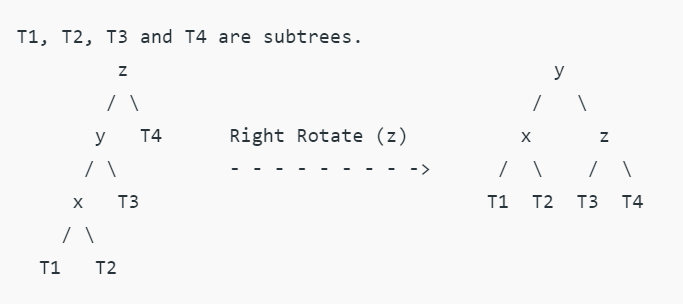 T1, T2, T3 and T4 are subtrees.
z y
/ \ / \
y T4 Right Rotate (z) x z
/ \ - - - - - - - - -> / \ / \
x T3 T1 T2 T3 T4
/ \
T1 T2